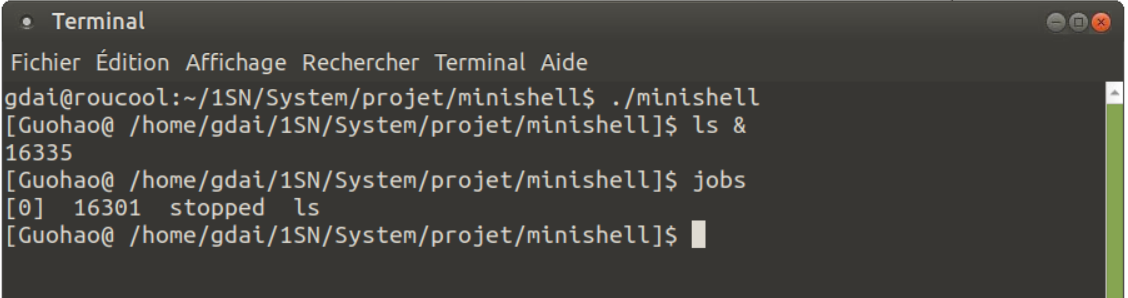 Terminal
Fichier Édition Affichage Rechercher Terminal Aide
gdai@roucool:~/1SN/System/projet/minishell$ ./minishell
[Guohao@ /home/gdai/1SN/System/projet/minishell]$ ls &
16335
[Guohao@ /home/gdai/1SN/System/projet/minishell]$ jobs
[0]  16301  stopped  ls
[Guohao@ /home/gdai/1SN/System/projet/minishell]$